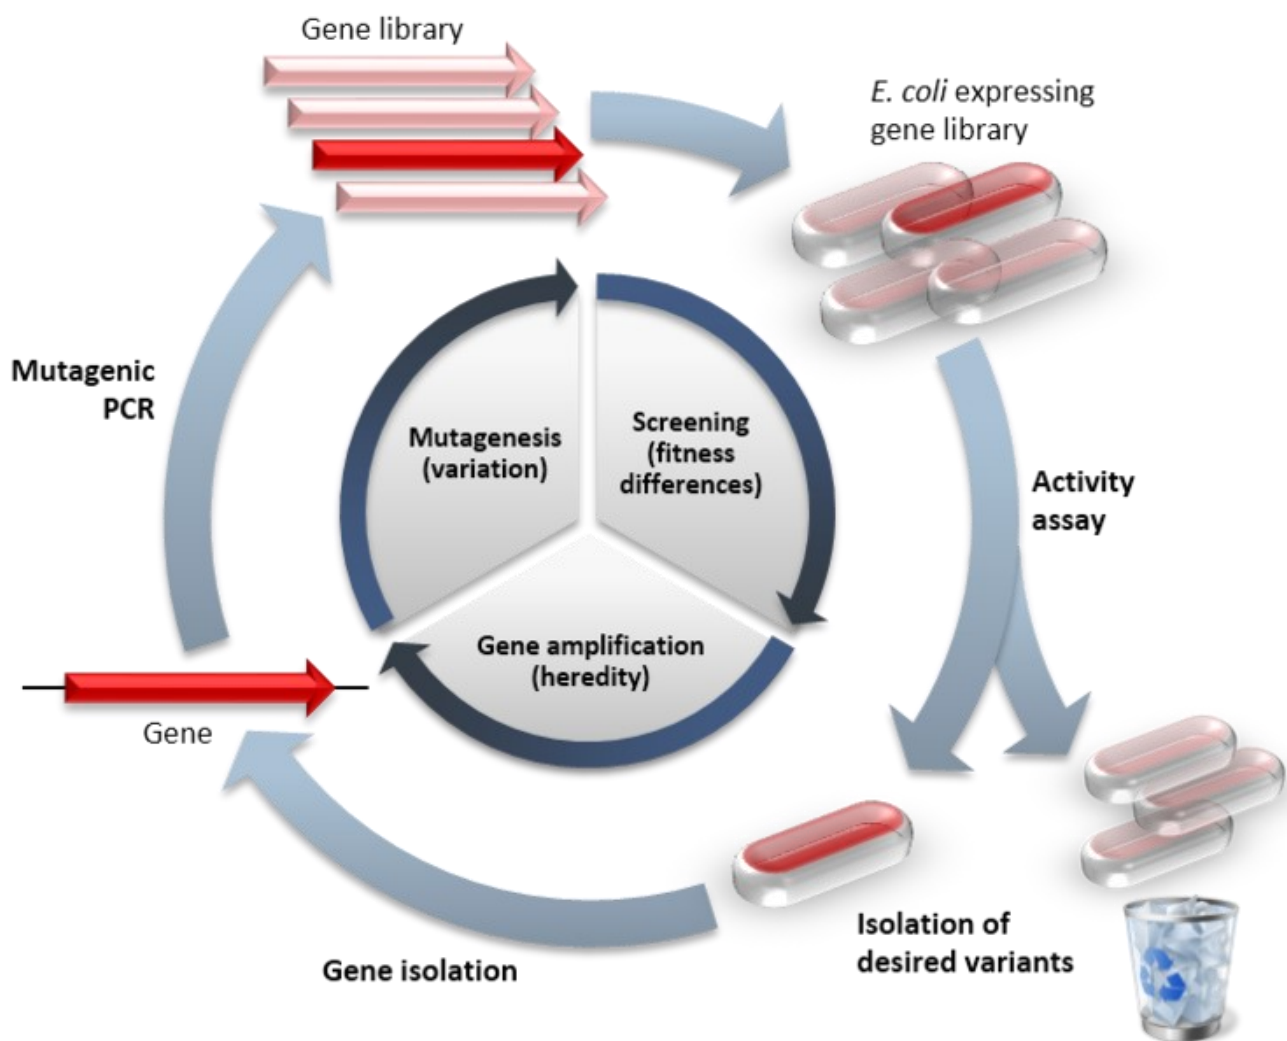 Gene library
E. coli expressing
gene library
Mutagenic
PCR
Mutagenesis
(variation)
Screening
(fitness
differences)
Activity
assay
Gene amplification
(heredity)
Gene
Isolation of
desired variants
Gene isolation